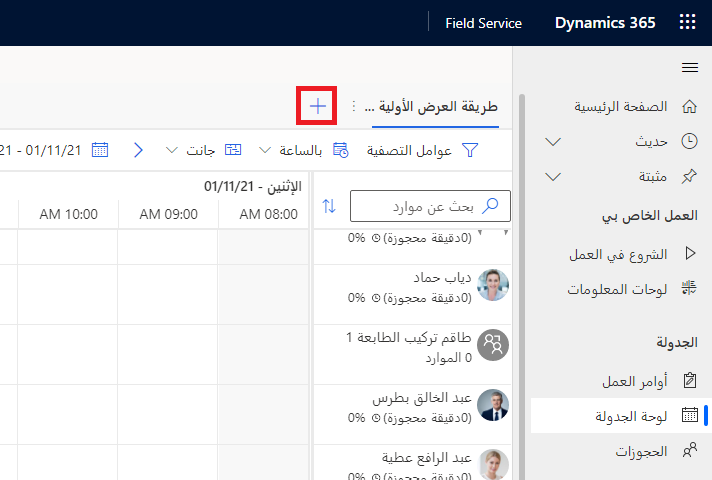 Dynamics 365
Field Service
الصفحة الرئيسية
حديث
مثبتة
العمل الخاص بي
الشروع في العمل
لوحات المعلومات
الجدولة
أوامر العمل
لوحة الجدولة
الحجوزات
طريقة العرض الأولية ...
عوامل التصفية
بالساعة
جانت
01/11/21 - 21
الإثنين - 01/11/21
08:00 AM
09:00 AM
10:00 AM
بحث عن موارد
(0دقيقة محجوزة) 0%
دياب حماد
(0دقيقة محجوزة) 0%
طاقم تركيب الطابعة 1
0 الموارد
عبد الخالق بطرس
(0دقيقة محجوزة) 0%
عبد الرافع عطية
(0دقيقة محجوزة) 0%